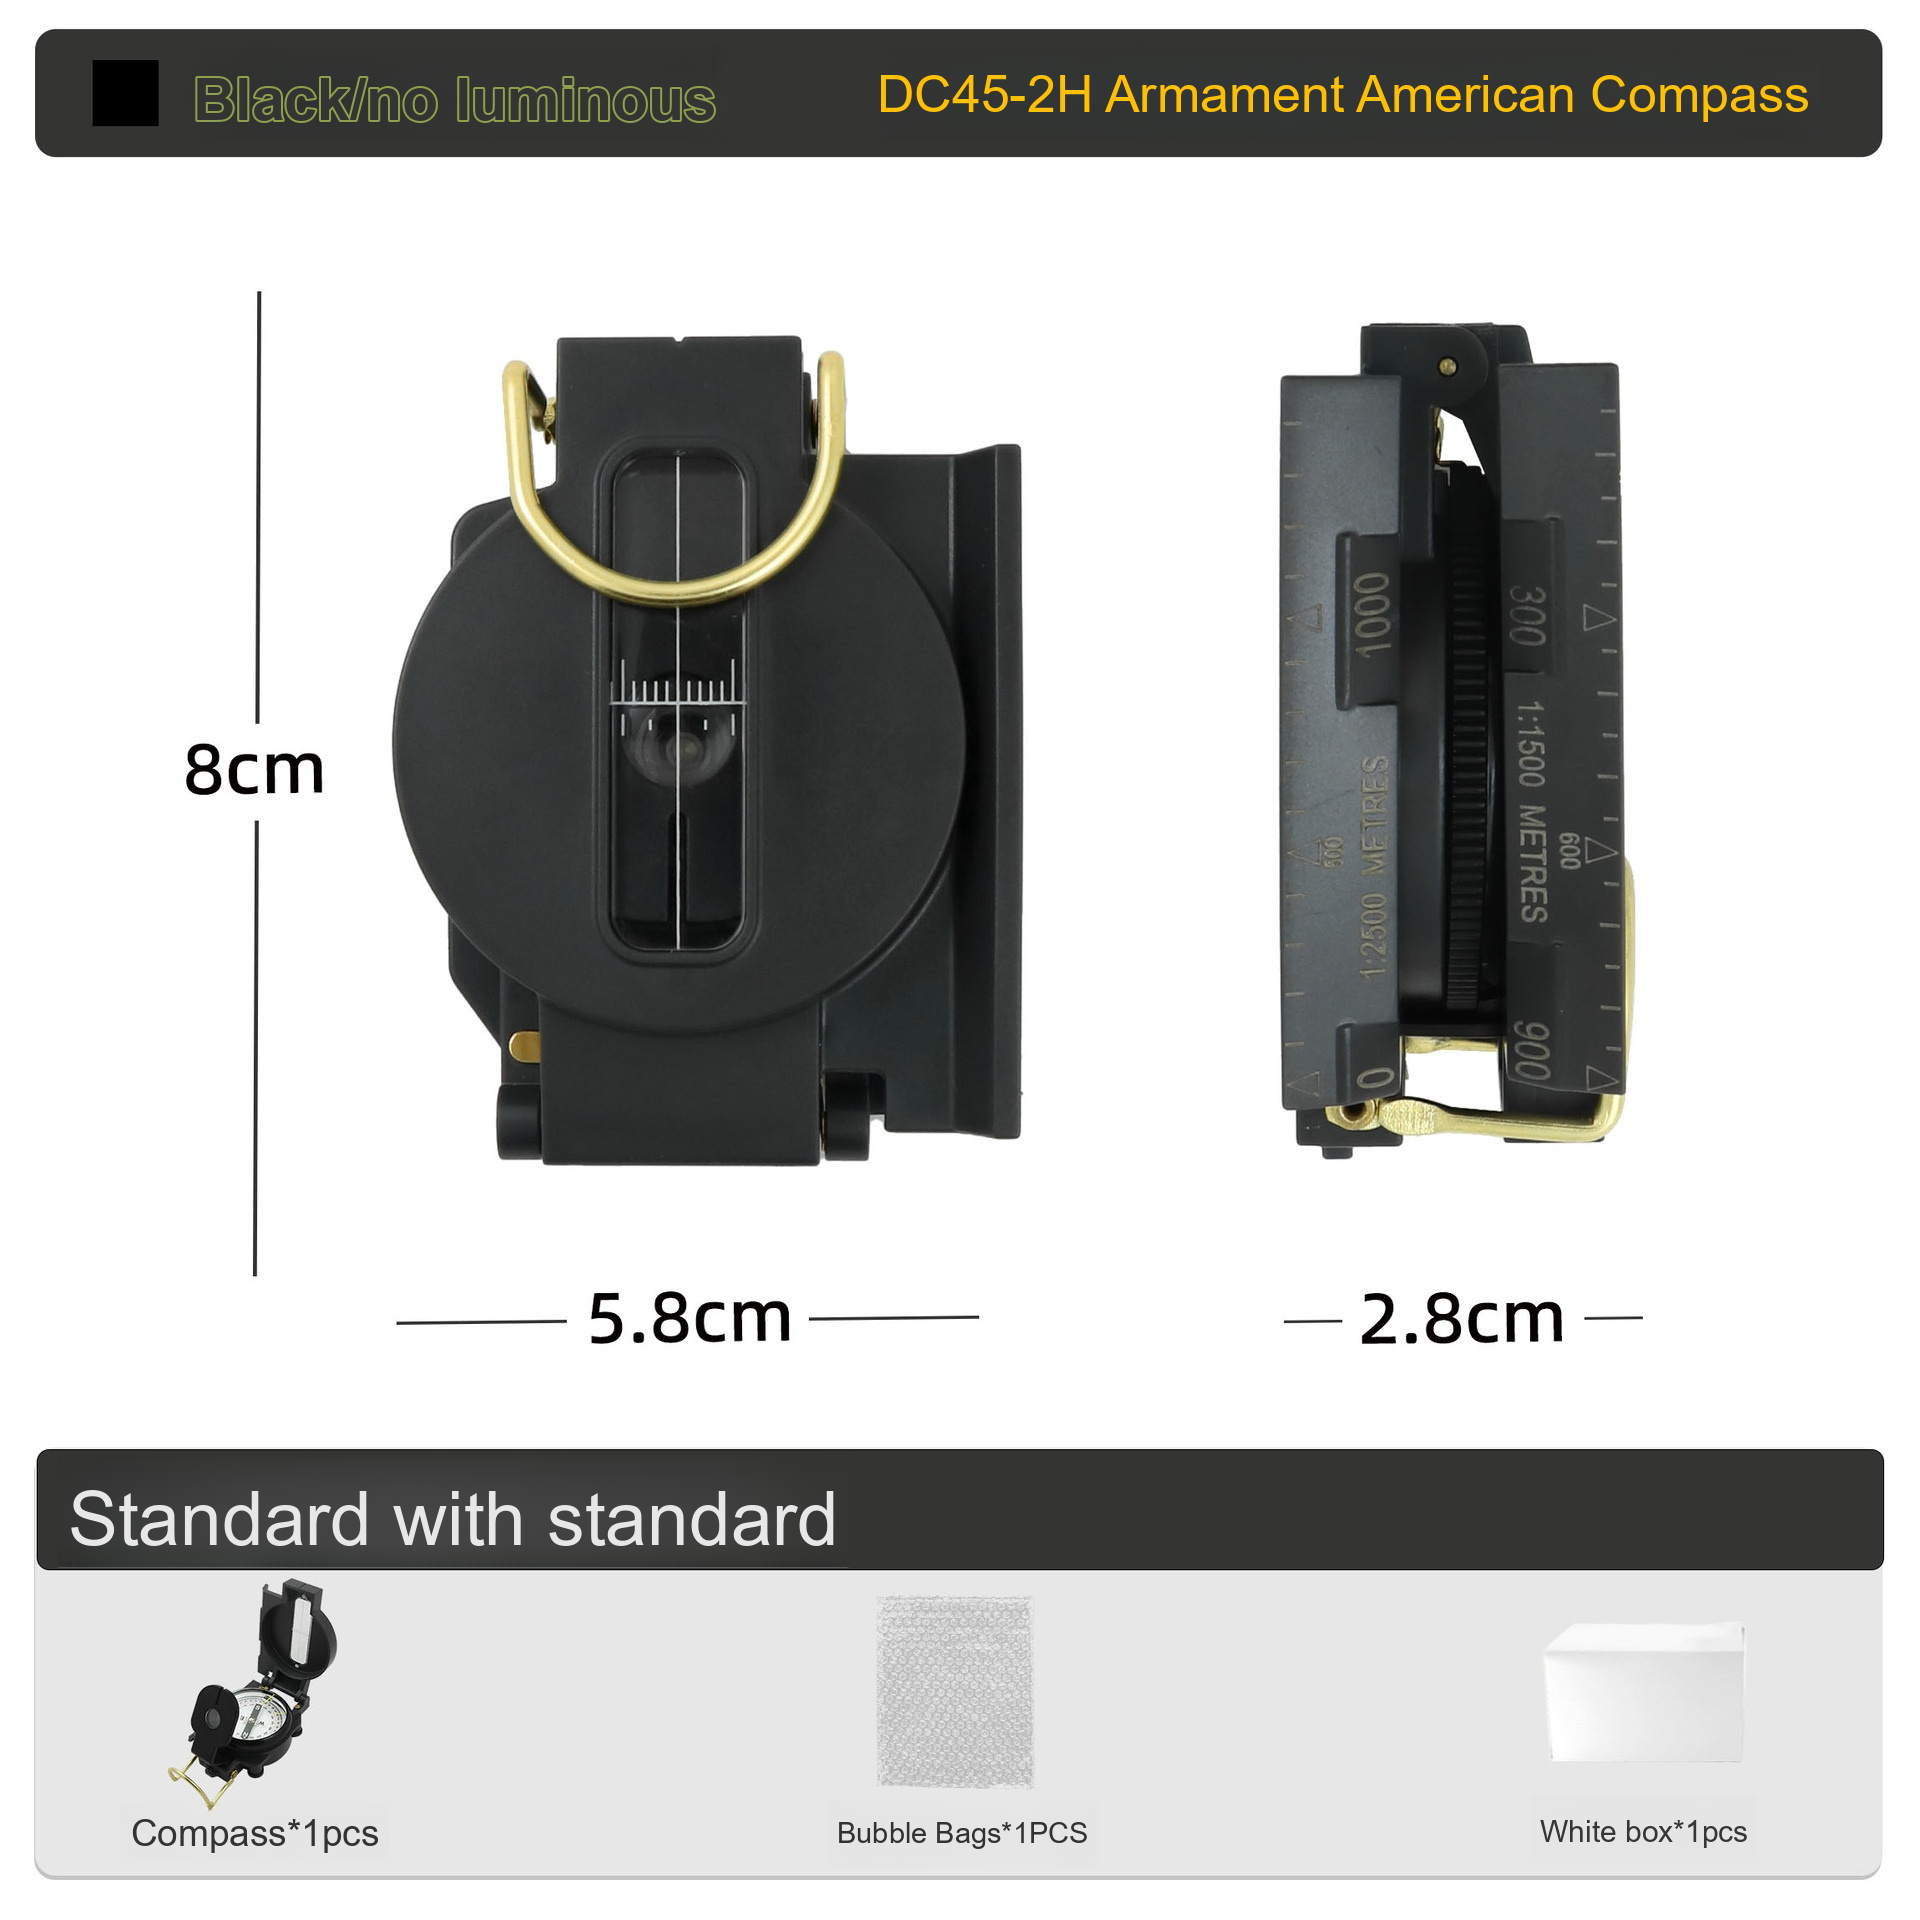 Black/no luminous
DC45-2H Armament American Compass
8cm
1000
1:2500 METRES
500
0
300
1:1500 METRES
600
900
5.8cm
2.8cm
Standard with standard
Compass*1pcs
Bubble Bags*1PCS
White box*1pcs